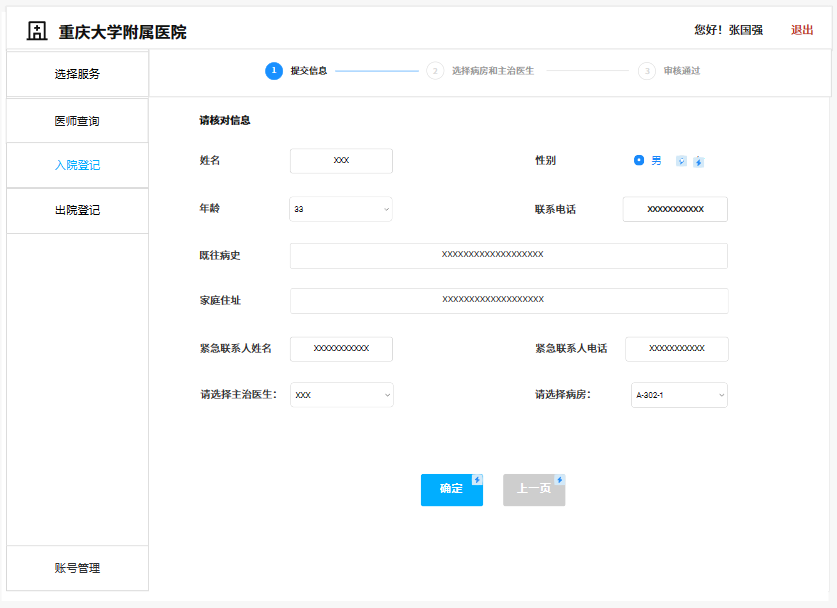 重庆大学附属医院
您好！张国强 退出
选择服务
医师查询
入院登记
出院登记
账号管理
1 提交信息 2 选择病房和主治医生 3 审核通过
请核对信息
姓名 XXX 性别 男
年龄 33 联系电话 XXXXXXXXXXX
既往病史 XXXXXXXXXXXXXXXXXXX
家庭住址 XXXXXXXXXXXXXXXXXXX
紧急联系人姓名 XXXXXXXXXXX 紧急联系人电话 XXXXXXXXXXX
请选择主治医生： XXX 请选择病房： A-302-1
确定 上一页